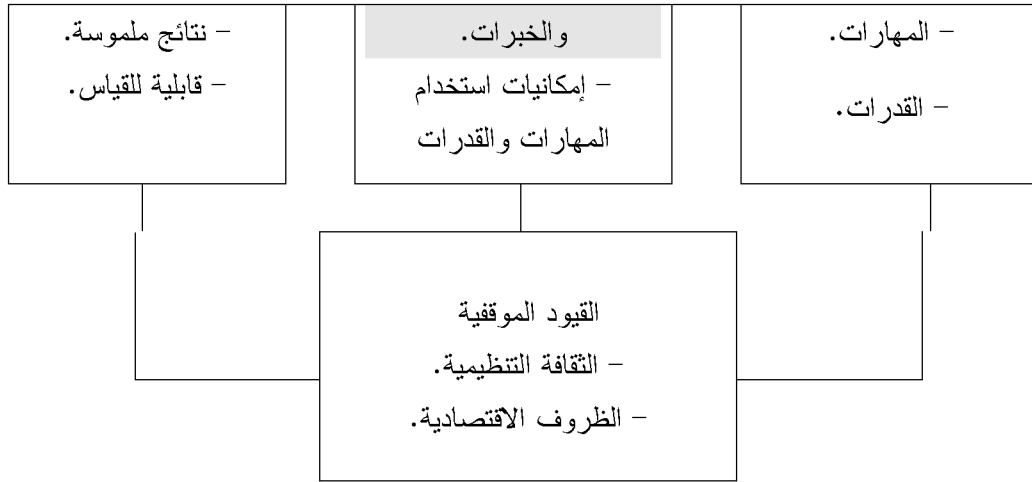 – المهارات.
– القدرات.
والخبرات.
– إمكانيات استخدام
المهارات والقدرات
– نتائج ملموسة.
– قابلية للقياس.
القيود الموقفية
– الثقافة التنظيمية.
– الظروف الاقتصادية.